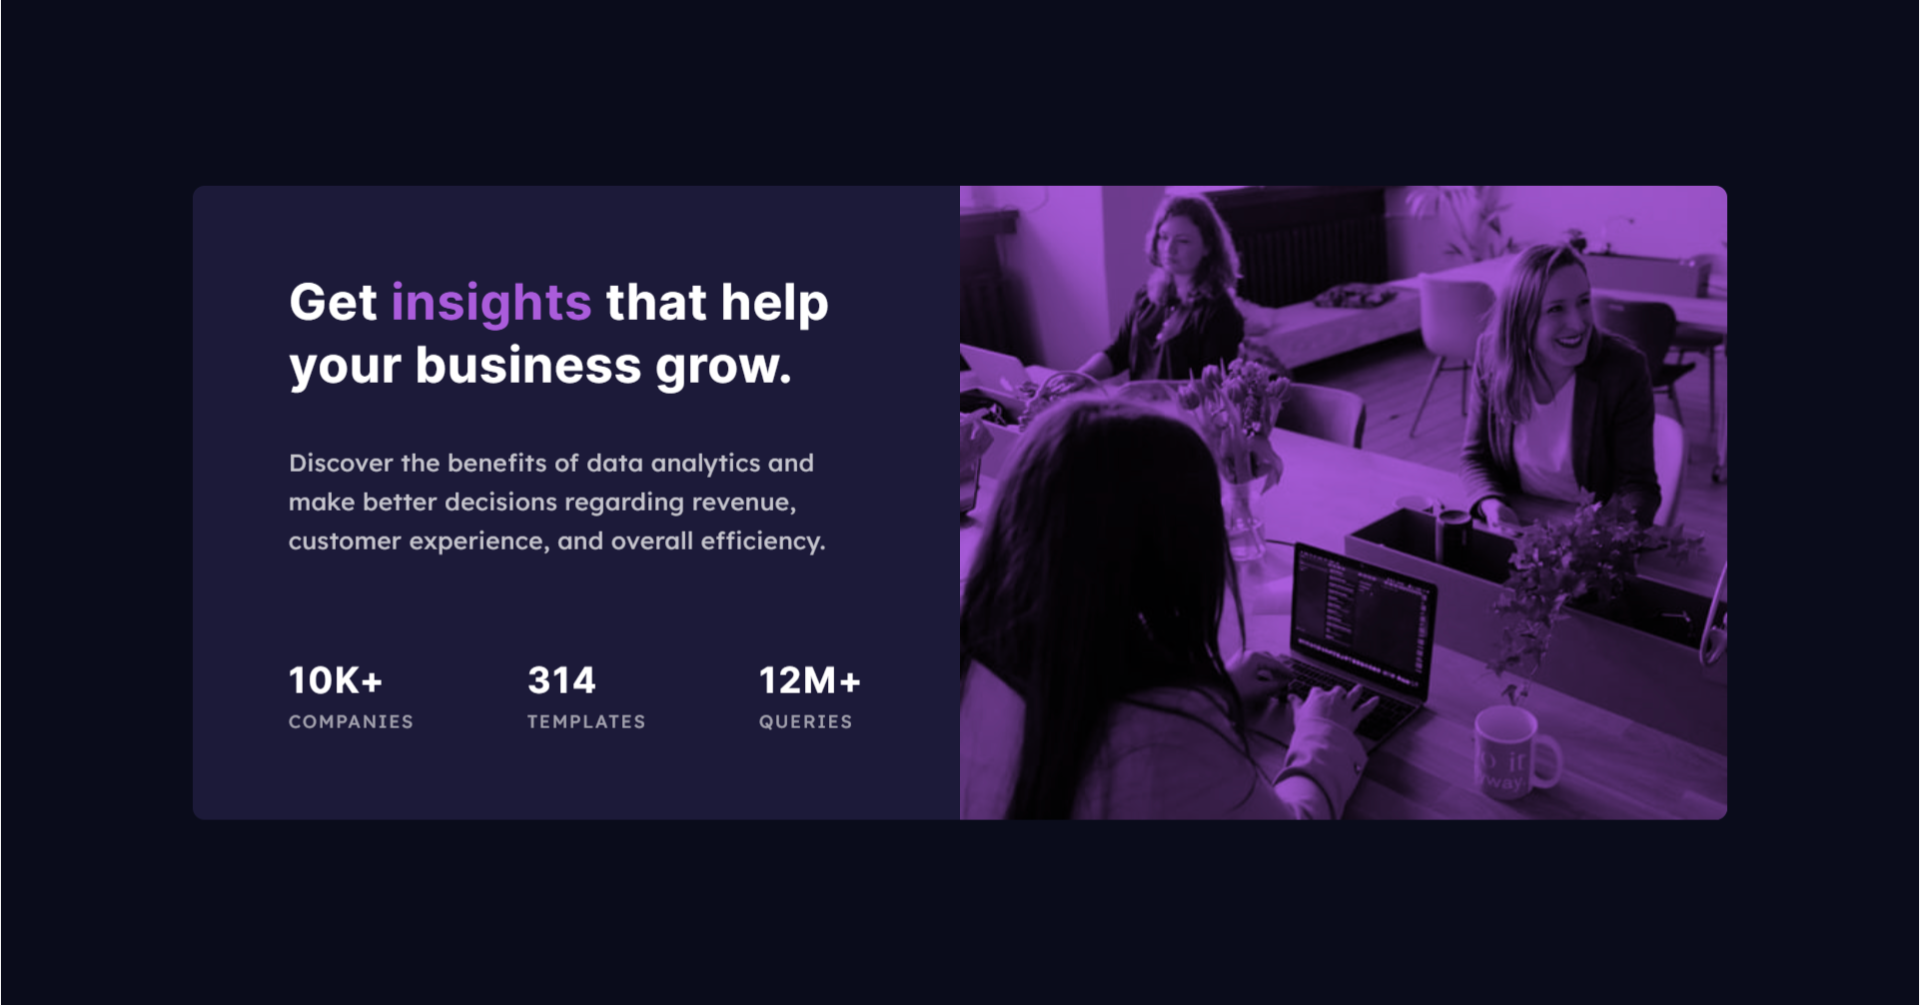 Get insights that help
your business grow.
Discover the benefits of data analytics and
make better decisions regarding revenue,
customer experience, and overall efficiency.
10K+ 314 12M+
COMPANIES TEMPLATES QUERIES
it